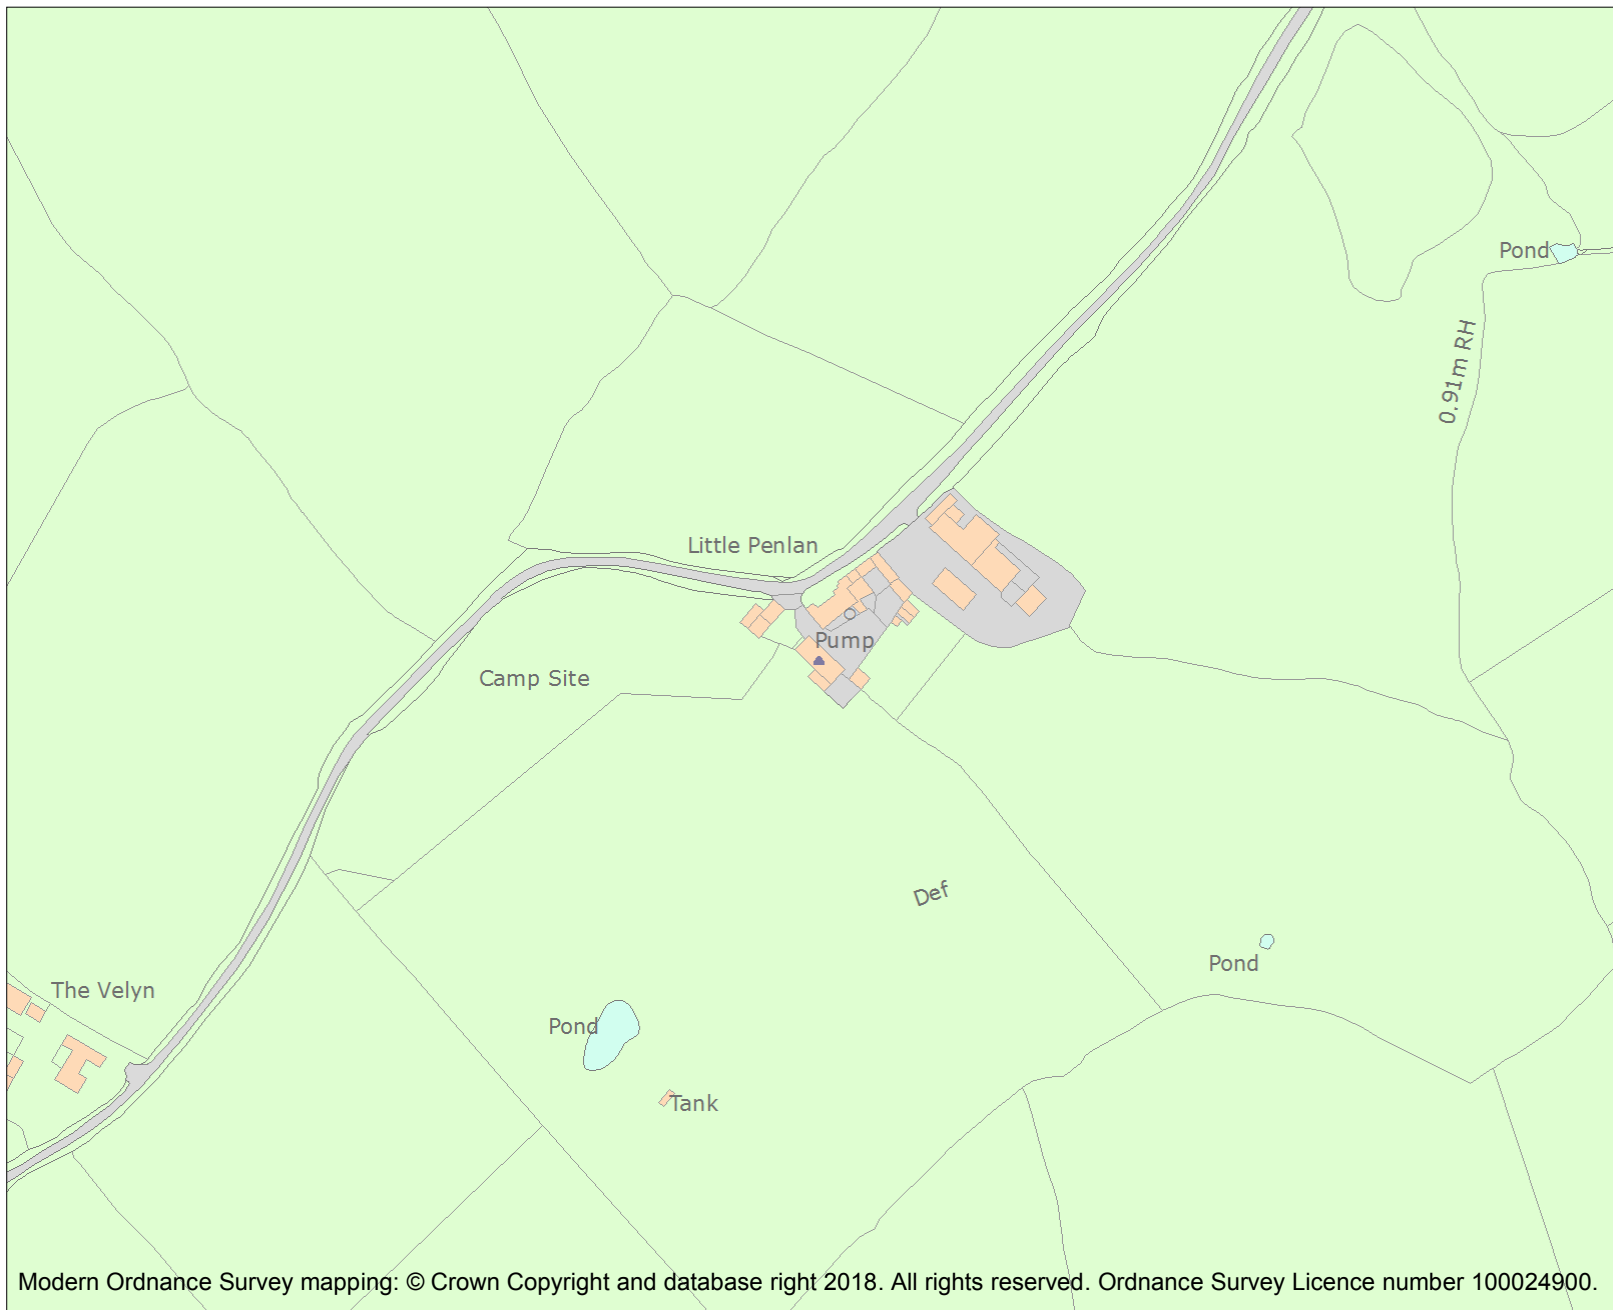 Pond
0.91m RH
Little Penlan
Pump
Camp Site
Def
Pond
The Velyn
Pond
Tank
Modern Ordnance Survey mapping: © Crown Copyright and database right 2018. All rights reserved. Ordnance Survey Licence number 100024900.